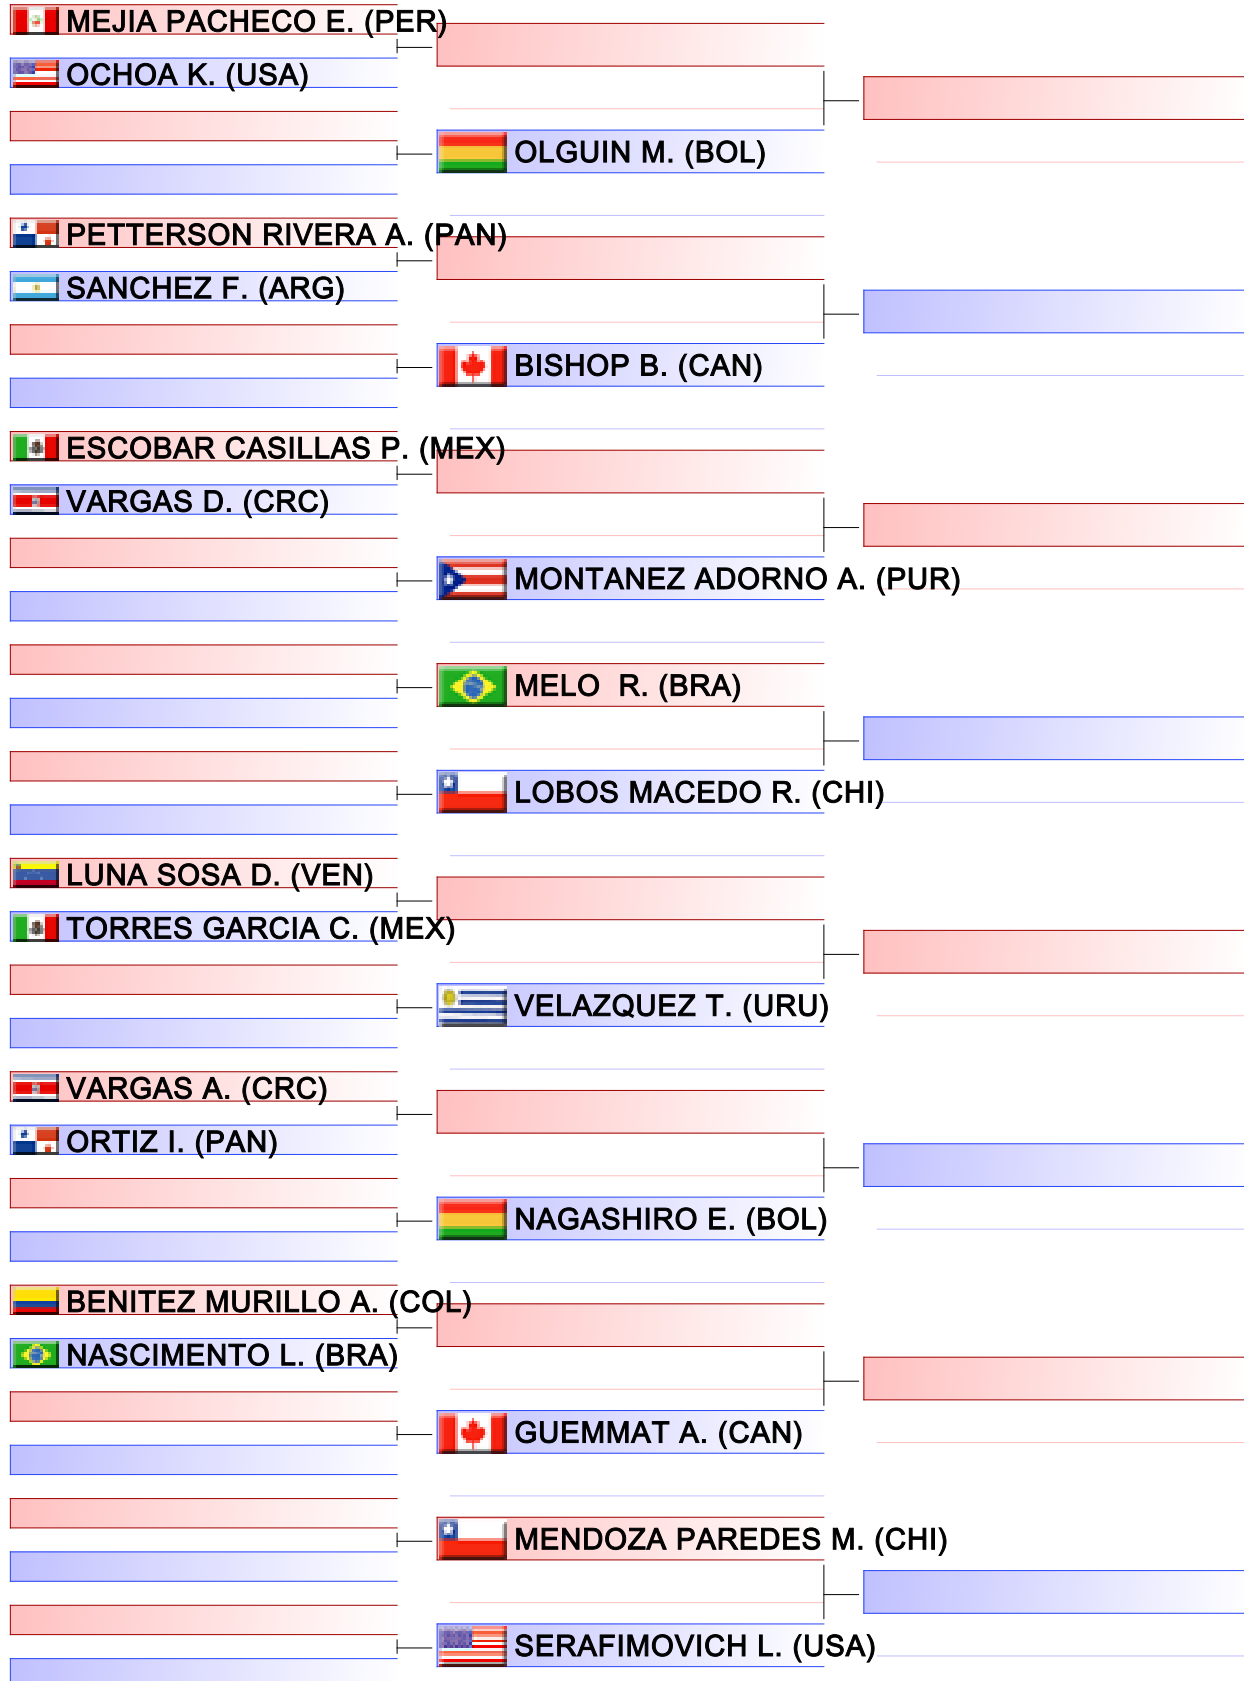 MEJIA PACHECO E. (PER)
OCHOA K. (USA)
OLGUIN M. (BOL)
PETTERSON RIVERA A. (PAN)
SANCHEZ F. (ARG)
BISHOP B. (CAN)
ESCOBAR CASILLAS P. (MEX)
VARGAS D. (CRC)
MONTANEZ ADORNO A. (PUR)
MELO  R. (BRA)
LOBOS MACEDO R. (CHI)
LUNA SOSA D. (VEN)
TORRES GARCIA C. (MEX)
VELAZQUEZ T. (URU)
VARGAS A. (CRC)
ORTIZ I. (PAN)
NAGASHIRO E. (BOL)
BENITEZ MURILLO A. (COL)
NASCIMENTO L. (BRA)
GUEMMAT A. (CAN)
MENDOZA PAREDES M. (CHI)
SERAFIMOVICH L. (USA)